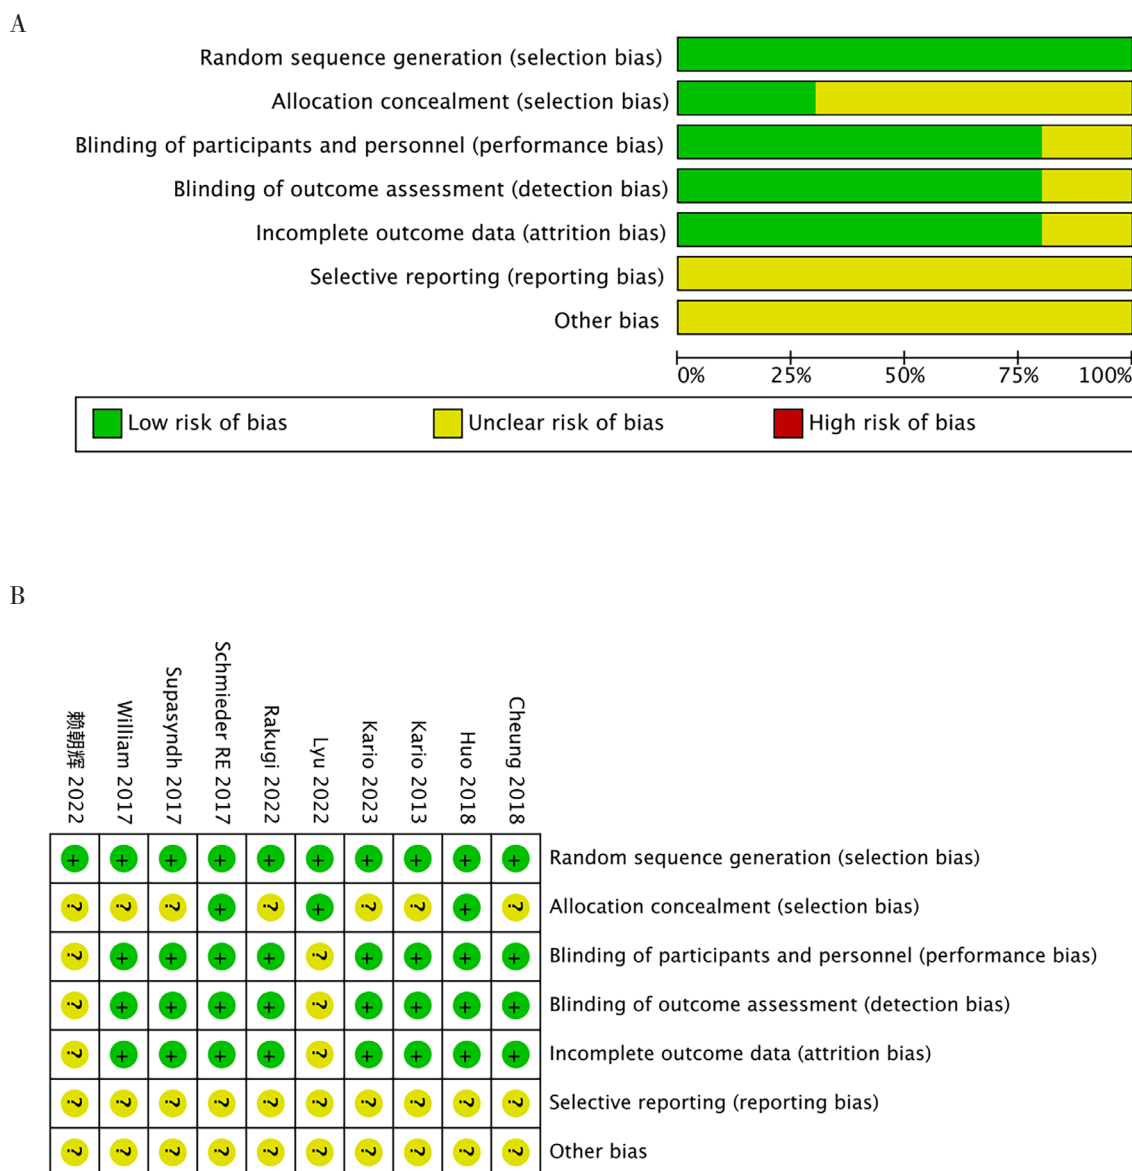 A
Random sequence generation (selection bias)
Allocation concealment (selection bias)
Blinding of participants and personnel (performance bias)
Blinding of outcome assessment (detection bias)
Incomplete outcome data (attrition bias)
Selective reporting (reporting bias)
Other bias
0% 25% 50% 75% 100%
Low risk of bias Unclear risk of bias High risk of bias
B
赖朝辉 2022
William 2017
Supasyndh 2017
Schmieder RE 2017
Rakugi 2022
Lyu 2022
Kario 2023
Kario 2013
Huo 2018
Cheung 2018
+ + + + + + + + + + Random sequence generation (selection bias)
? ? ? + ? + ? ? + ? Allocation concealment (selection bias)
? + + + + ? + + + + Blinding of participants and personnel (performance bias)
? + + + + ? + + + + Blinding of outcome assessment (detection bias)
? + + + + ? + + + + Incomplete outcome data (attrition bias)
? ? ? ? ? ? ? ? ? ? Selective reporting (reporting bias)
? ? ? ? ? ? ? ? ? ? Other bias